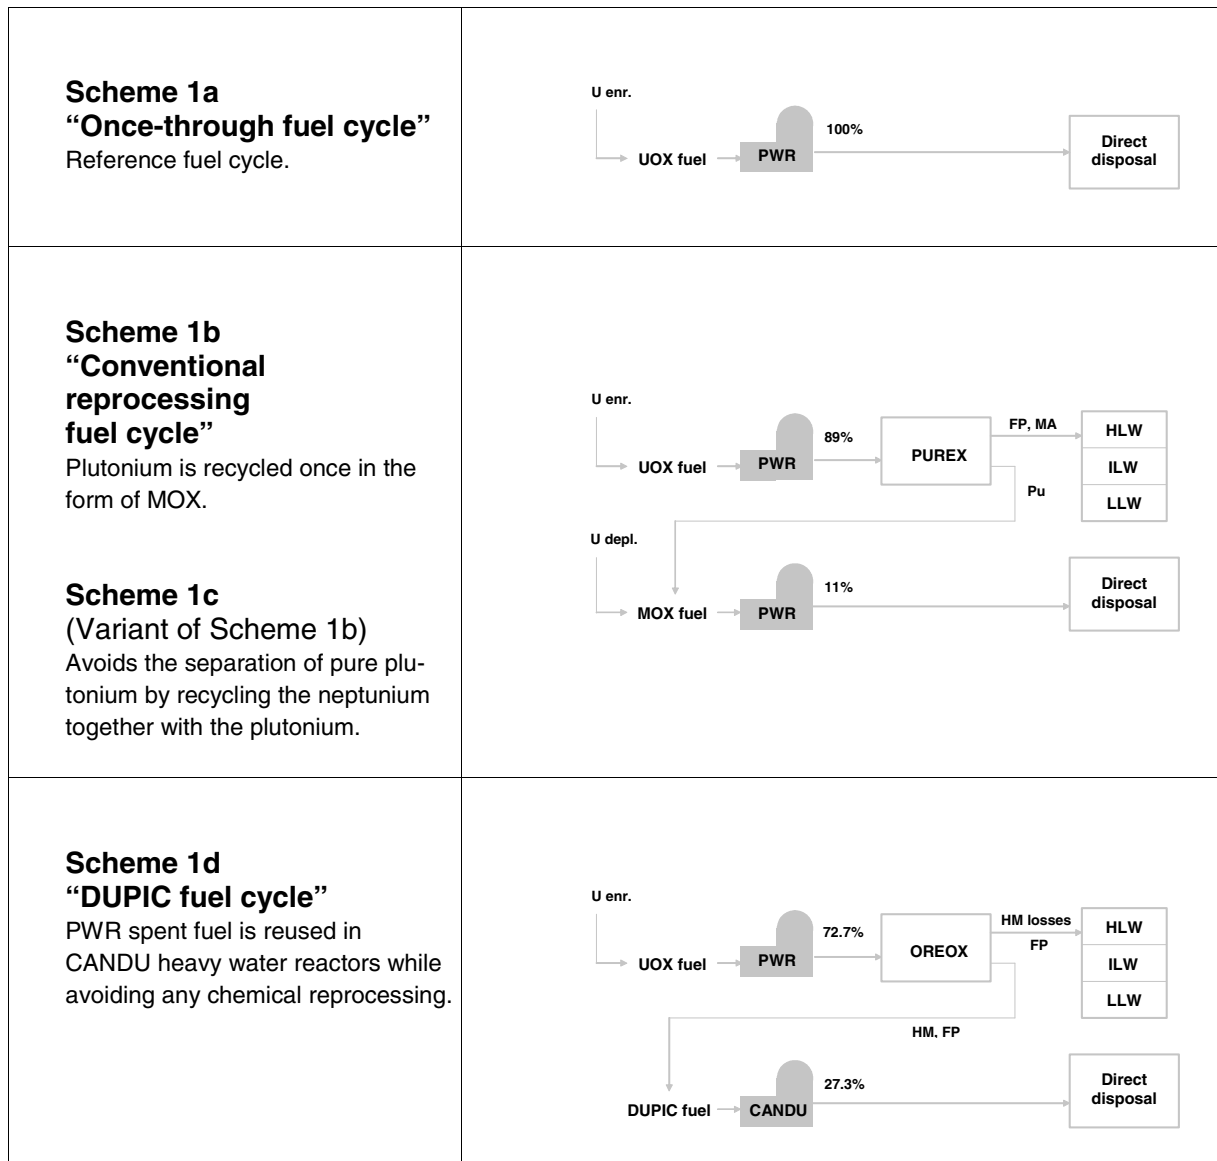 Scheme 1a
“Once-through fuel cycle”
Reference fuel cycle.
U enr.
UOX fuel
PWR
100%
Direct
disposal
Scheme 1b
“Conventional
reprocessing
fuel cycle”
Plutonium is recycled once in the
form of MOX.
Scheme 1c
(Variant of Scheme 1b)
Avoids the separation of pure plu-
tonium by recycling the neptunium
together with the plutonium.
U enr.
UOX fuel
PWR
89%
PUREX
FP, MA
HLW
ILW
LLW
Pu
U depl.
MOX fuel
PWR
11%
Direct
disposal
Scheme 1d
“DUPIC fuel cycle”
PWR spent fuel is reused in
CANDU heavy water reactors while
avoiding any chemical reprocessing.
U enr.
UOX fuel
PWR
72.7%
OREOX
HM losses
FP
HLW
ILW
LLW
HM, FP
DUPIC fuel
CANDU
27.3%
Direct
disposal